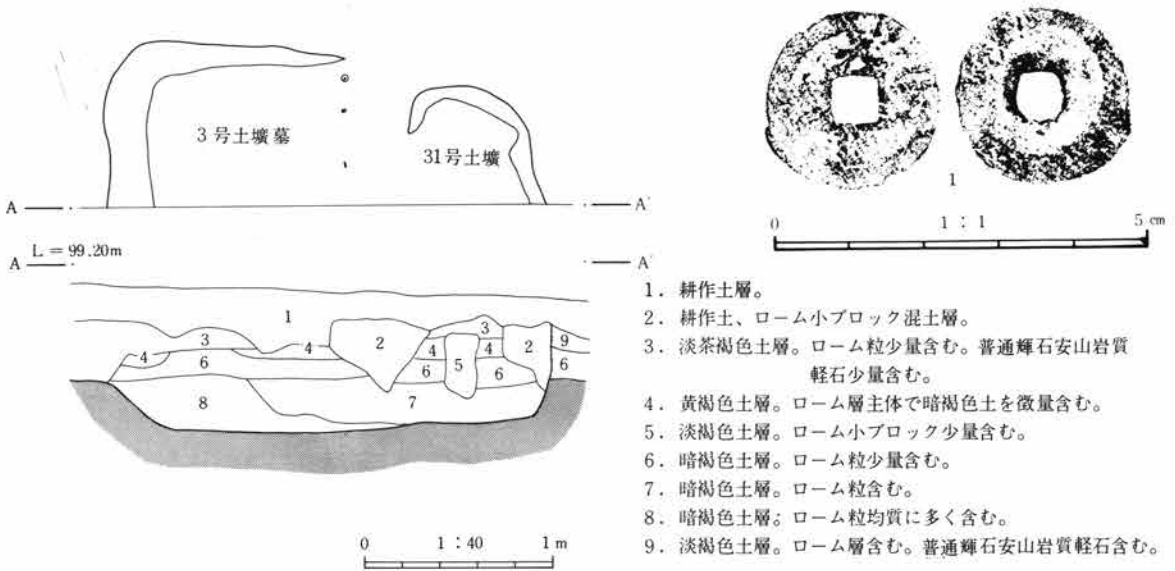 3号土壙墓
31号土壙
A
A'
L = 99.20m
A
A'
1
3
4
2
3
9
4
6
4
5
4
2
6
6
6
8
7
0 1:40 1m
1
0 1:1 5cm
1. 耕作土層。
2. 耕作土、ローム小ブロック混土層。
3. 淡茶褐色土層。ローム粒少量含む。普通輝石安山岩質
軽石少量含む。
4. 黄褐色土層。ローム層主体で暗褐色土を微量含む。
5. 淡褐色土層。ローム小ブロック少量含む。
6. 暗褐色土層。ローム粒少量含む。
7. 暗褐色土層。ローム粒含む。
8. 暗褐色土層。ローム粒均質に多く含む。
9. 淡褐色土層。ローム層含む。普通輝石安山岩質軽石含む。